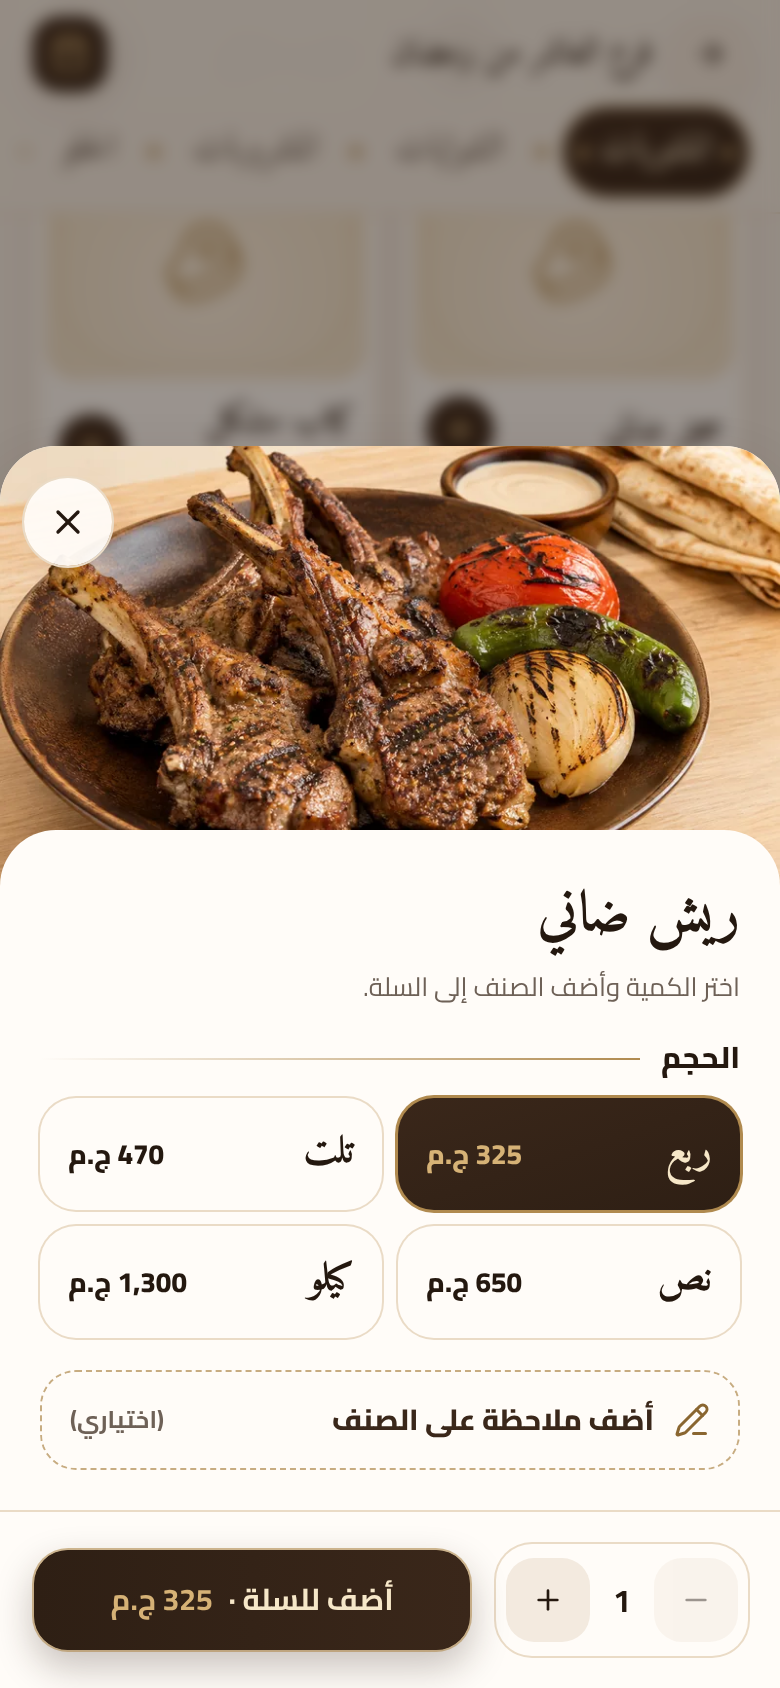 ريش ضاني
اختر الكمية وأضف الصنف إلى السلة.
الحجم
ربع 325 ج.م
تلت 470 ج.م
نص 650 ج.م
كيلو 1,300 ج.م
أضف ملاحظة على الصنف (اختياري)
1
أضف للسلة · 325 ج.م